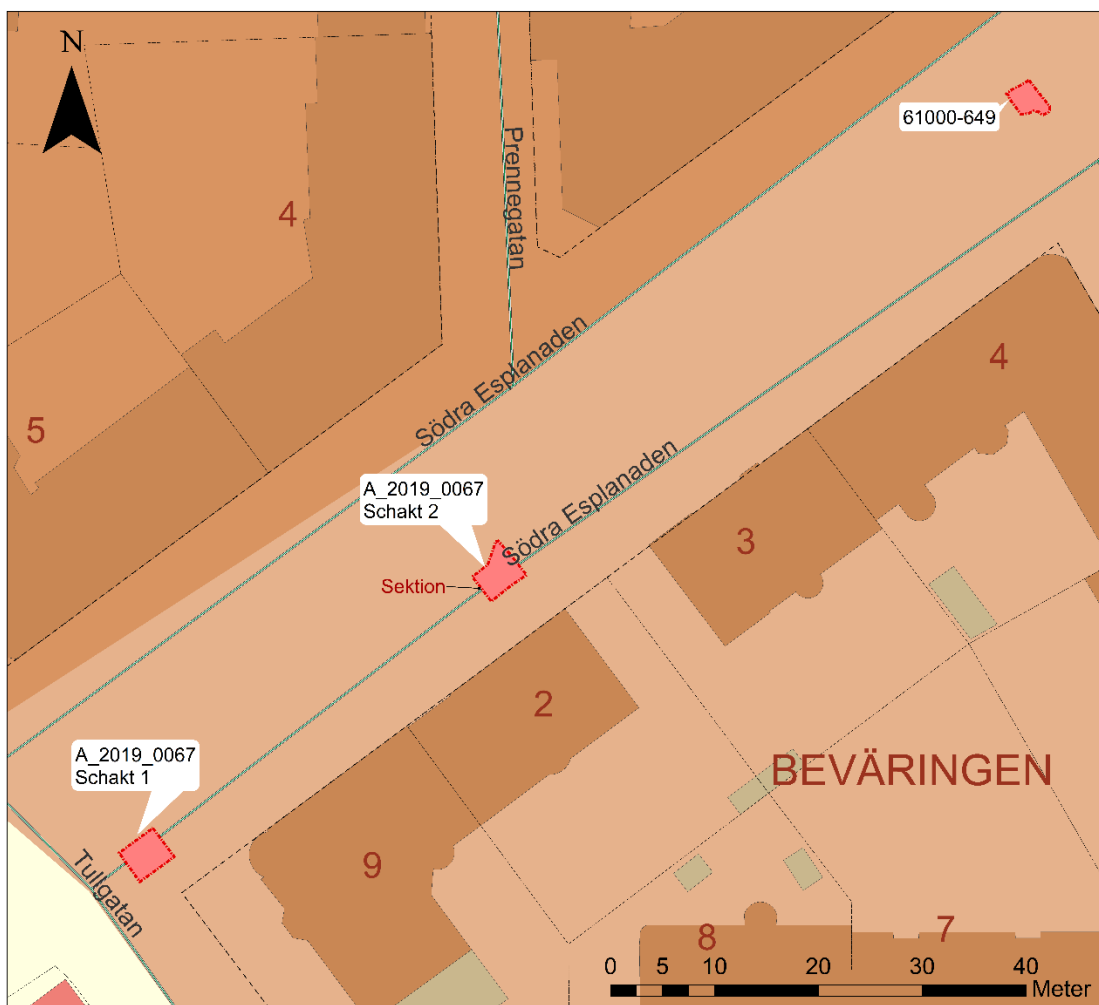 N
61000-649
Prennegatan
4
5
Södra Esplanaden
4
A_2019_0067
Schakt 2
Södra Esplanaden
3
Sektion
2
A_2019_0067
Schakt 1
BEVÄRINGEN
9
Tullgatan
8
7
0 5 10 20 30 40
Meter